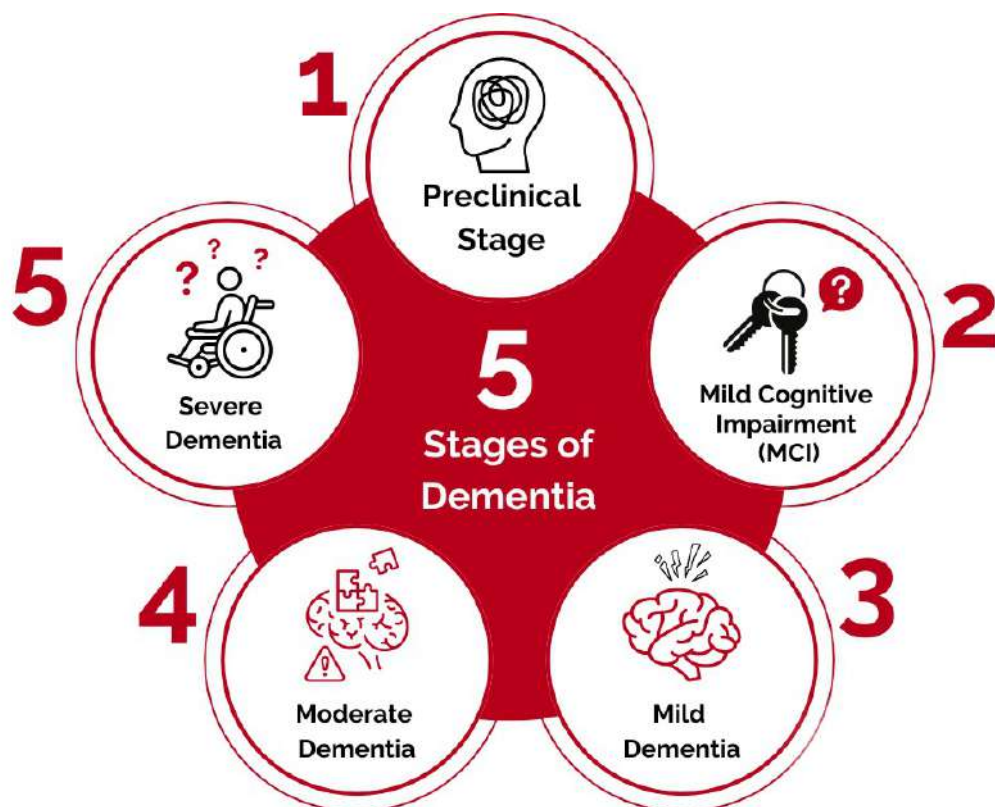 1
Preclinical
Stage
5
Severe
Dementia
?
?
?
2
?
Mild Cognitive
Impairment
(MCI)
5
Stages of
Dementia
4
!
Moderate
Dementia
3
Mild
Dementia